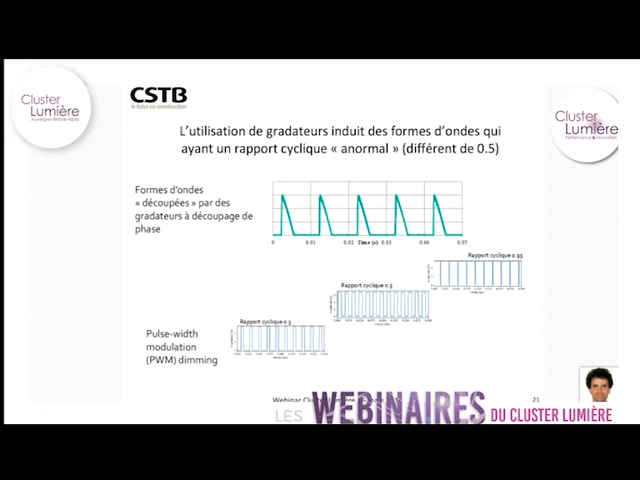 Cluster
Lumière
Auvergne-Rhône-Alpes
CSTB
le futur en construction
Cluster
Lumière
Performance & Innovation
L'utilisation de gradateurs induit des formes d'ondes qui
ayant un rapport cyclique « anormal » (différent de 0.5)
Formes d'ondes
« découpées » par des
gradateurs à découpage de
phase
0 0.01 0.02 Time (s) 0.03 0.04 0.05
Rapport cyclique 0.95
Rapport cyclique 0.5
Rapport cyclique 0.3
Pulse-width
modulation
(PWM) dimming
Webinar
21
LES WEBINAIRES DU CLUSTER LUMIÈRE